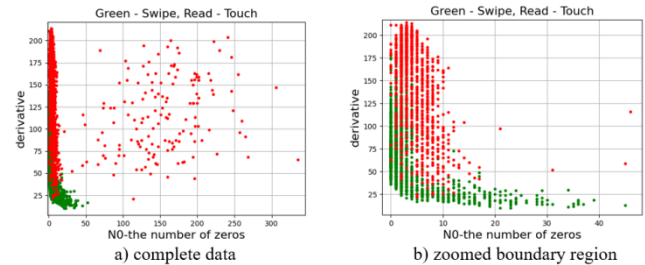 Green - Swipe, Read - Touch
derivative
200
175
150
125
100
75
50
25
0 50 100 150 200 250 300
N0-the number of zeros
a) complete data
Green - Swipe, Read - Touch
derivative
200
175
150
125
100
75
50
25
0
0 20 40
N0-the number of zeros
b) zoomed boundary region